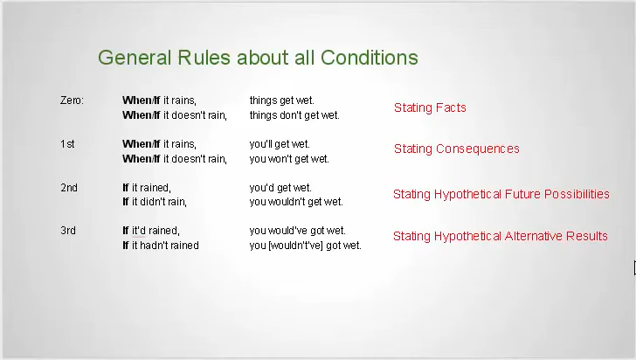 General Rules about all Conditions
Zero: When/If it rains, things get wet.
When/If it doesn't rain, things don't get wet.
Stating Facts
1st When/If it rains, you'll get wet.
When/If it doesn't rain, you won't get wet.
Stating Consequences
2nd If it rained, you'd get wet.
If it didn't rain, you wouldn't get wet.
Stating Hypothetical Future Possibilities
3rd If it'd rained, you would've got wet.
If it hadn't rained you [wouldn't've] got wet.
Stating Hypothetical Alternative Results